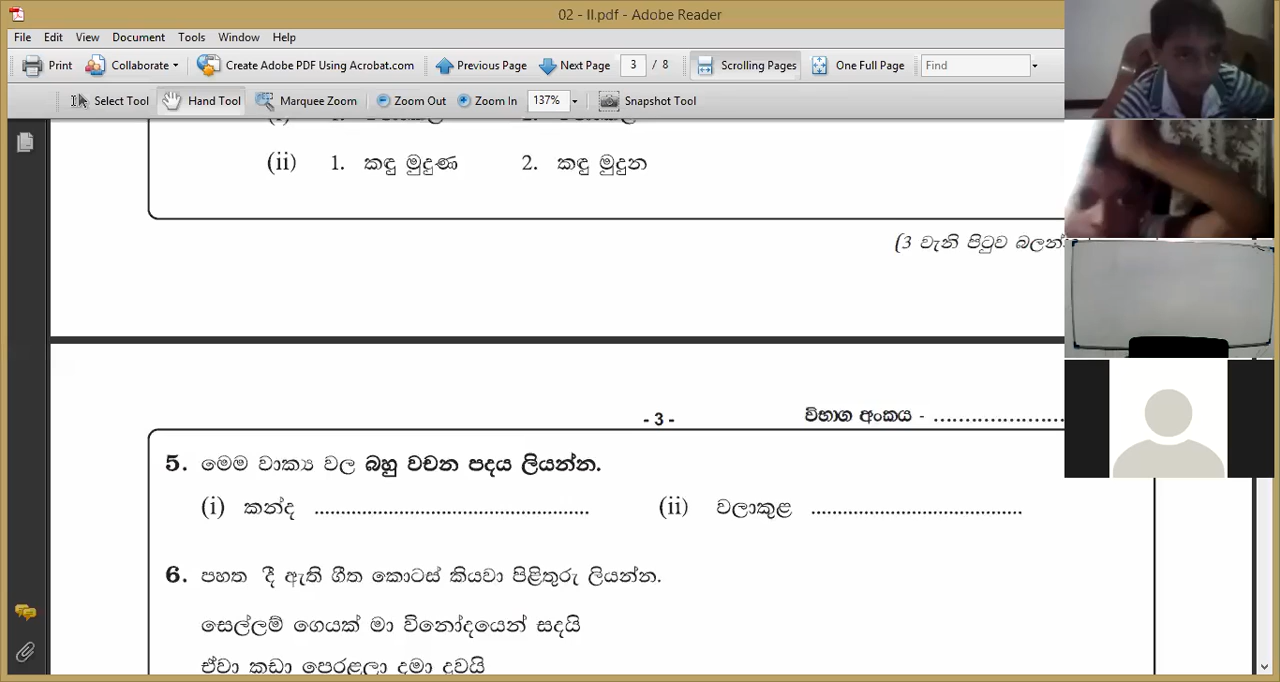 02 - II.pdf - Adobe Reader
File Edit View Document Tools Window Help
Print Collaborate Create Adobe PDF Using Acrobat.com Previous Page Next Page 3 / 8 Scrolling Pages One Full Page Find
Select Tool Hand Tool Marquee Zoom Zoom Out Zoom In 137% Snapshot Tool
(ii) 1. කඳු මුදුණ 2. කඳු මුදුන
(3 වැනි පිටුව බලන්
- 3 - විභාග අංකය - ......................
5. මෙම වාක්‍ය වල බහු වචන පදය ලියන්න.
(i) කන්ද .................................................... (ii) වලාකුළ ........................................
6. පහත දී ඇති ගීත කොටස් කියවා පිළිතුරු ලියන්න.
සෙල්ලම් ගෙයක් මා විනෝදයෙන් සදයි
ඒවා කඩා පෙරළලා දමා දුවයි